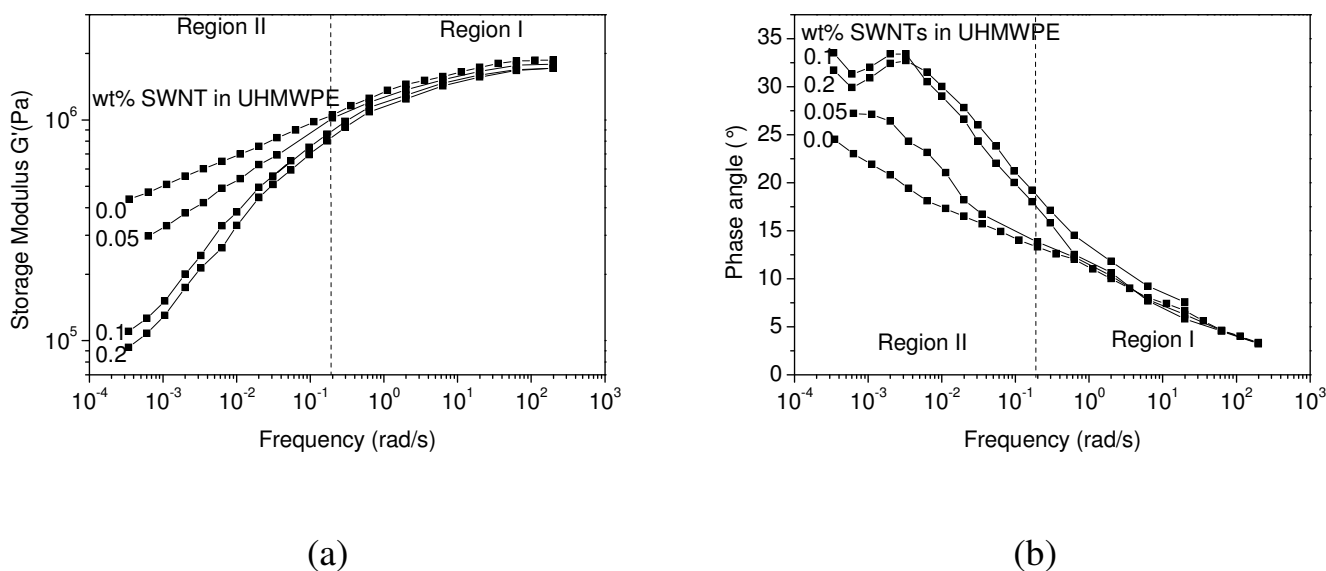 Region II Region I
wt% SWNT in UHMWPE
10^6
0.0
0.05
0.1
10^5
0.2
10^-4 10^-3 10^-2 10^-1 10^0 10^1 10^2 10^3
Frequency (rad/s)
Storage Modulus G'(Pa)
(a)
wt% SWNTs in UHMWPE
35
0.1
30
0.2
0.05
25
0.0
20
15
10
5
0
Region II Region I
10^-4 10^-3 10^-2 10^-1 10^0 10^1 10^2 10^3
Frequency (rad/s)
Phase angle (°)
(b)